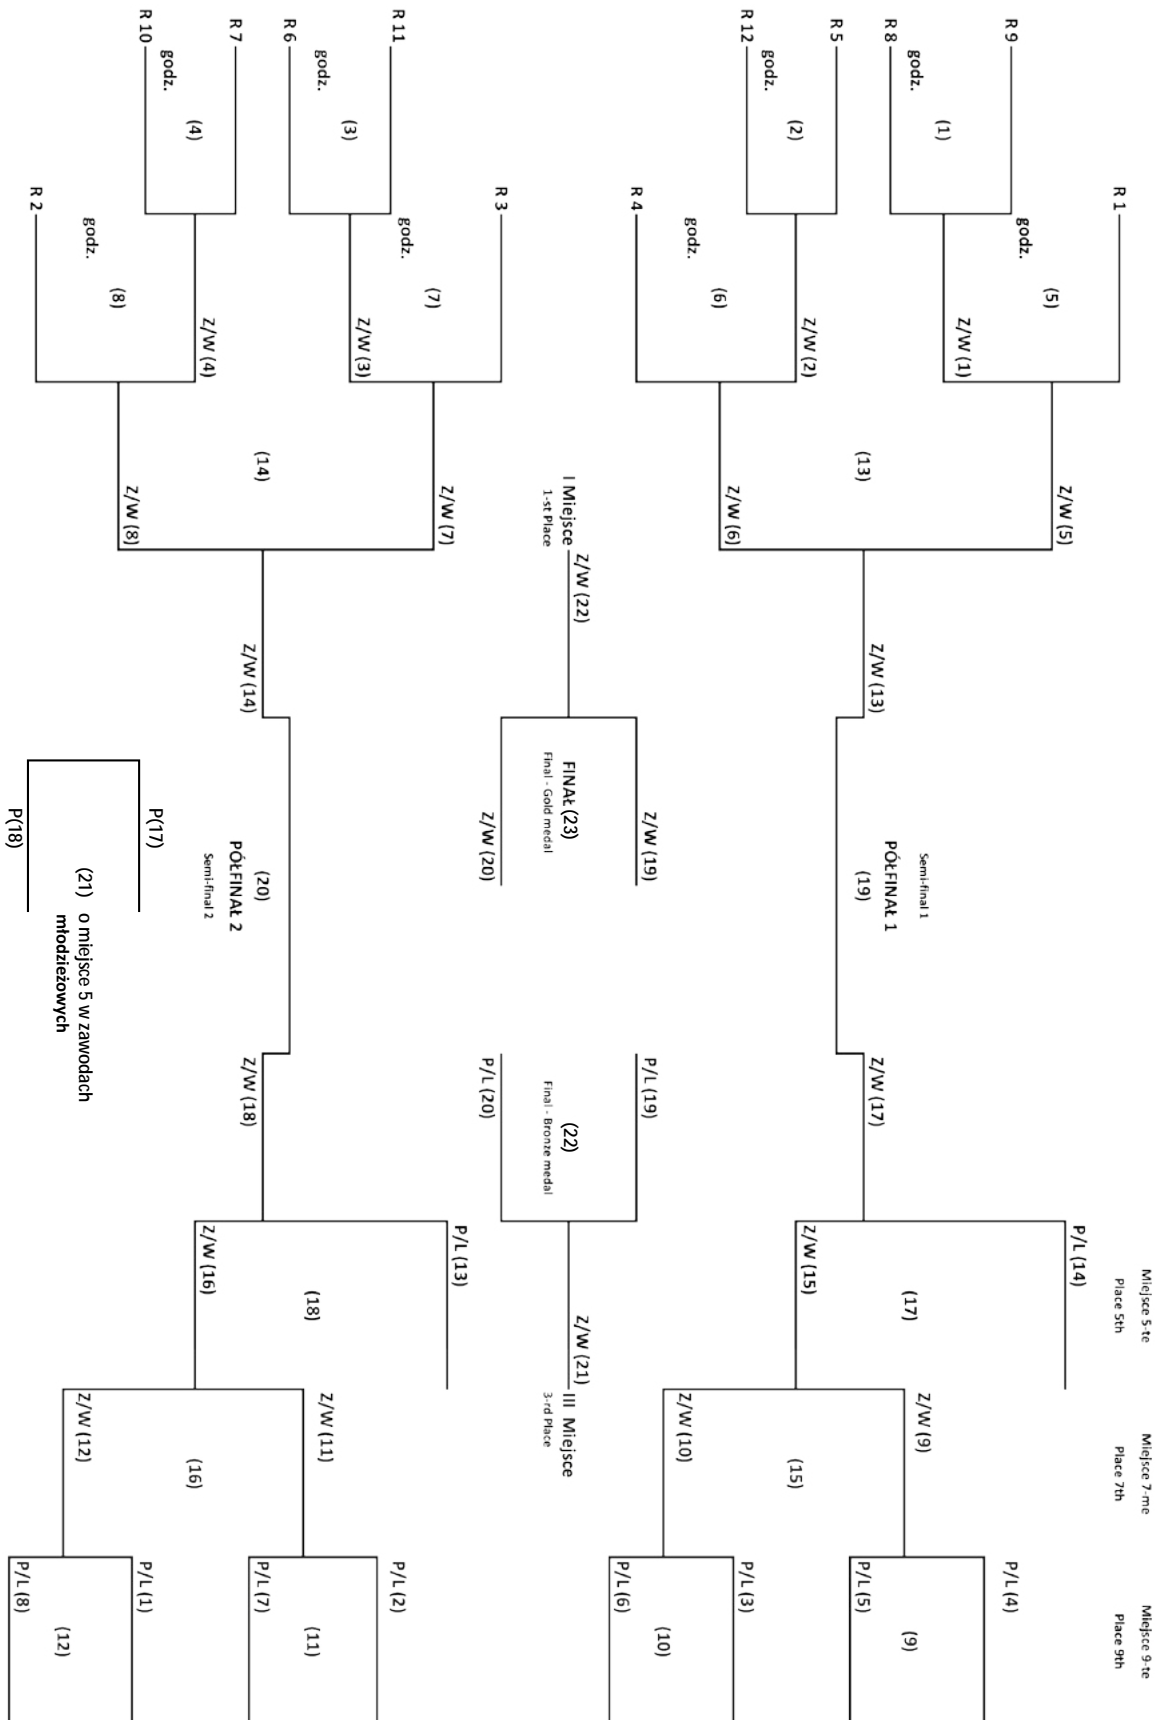 R 1
R 9
(1)
godz.
R 8
(5)
godz.
Z/W (1)
R 5
(2)
godz.
R 12
Z/W (2)
(6)
godz.
R 4
Z/W (5)
(13)
Z/W (6)
Z/W (13)
R 3
R 11
(3)
godz.
R 6
(7)
godz.
Z/W (3)
R 7
(4)
godz.
R 10
Z/W (4)
(8)
godz.
R 2
Z/W (7)
(14)
Z/W (8)
Z/W (14)
Semi-final 1
PÓŁFINAŁ 1
(19)
Z/W (17)
Z/W (22)
I Miejsce
1-st Place
Z/W (19)
FINAŁ (23)
Final - Gold medal
Z/W (20)
P/L (19)
(22)
Final - Bronze medal
P/L (20)
Z/W (21)
III Miejsce
3-rd Place
(20)
PÓŁFINAŁ 2
Semi-final 2
Z/W (18)
P(17)
(21) o miejsce 5 w zawodach
młodzieżowych
P(18)
Miejsce 5-te
Place 5th
Miejsce 7-me
Place 7th
Miejsce 9-te
Place 9th
P/L (14)
(17)
Z/W (15)
Z/W (9)
(15)
Z/W (10)
P/L (4)
(9)
P/L (5)
P/L (3)
(10)
P/L (6)
P/L (13)
(18)
Z/W (16)
Z/W (11)
(16)
Z/W (12)
P/L (2)
(11)
P/L (7)
P/L (1)
(12)
P/L (8)